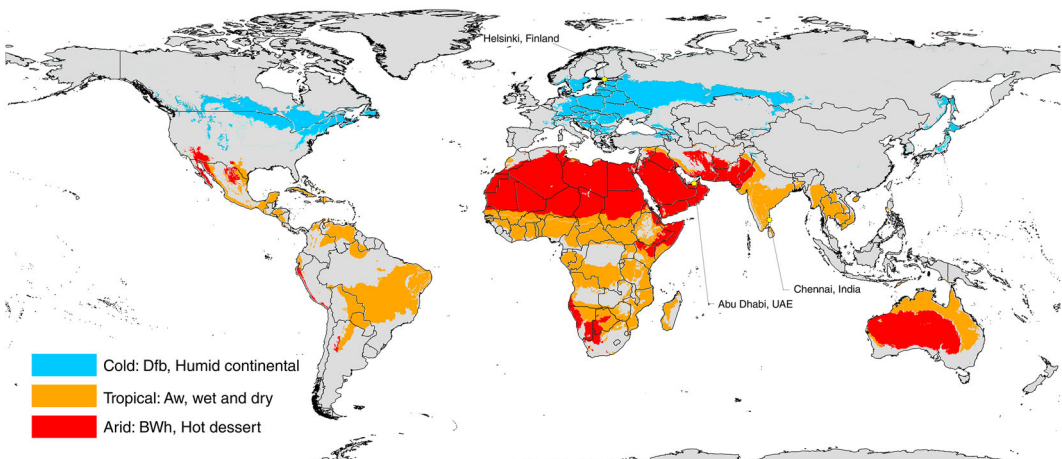 Helsinki, Finland
Chennai, India
Abu Dhabi, UAE
Cold: Dfb, Humid continental
Tropical: Aw, wet and dry
Arid: BWh, Hot dessert